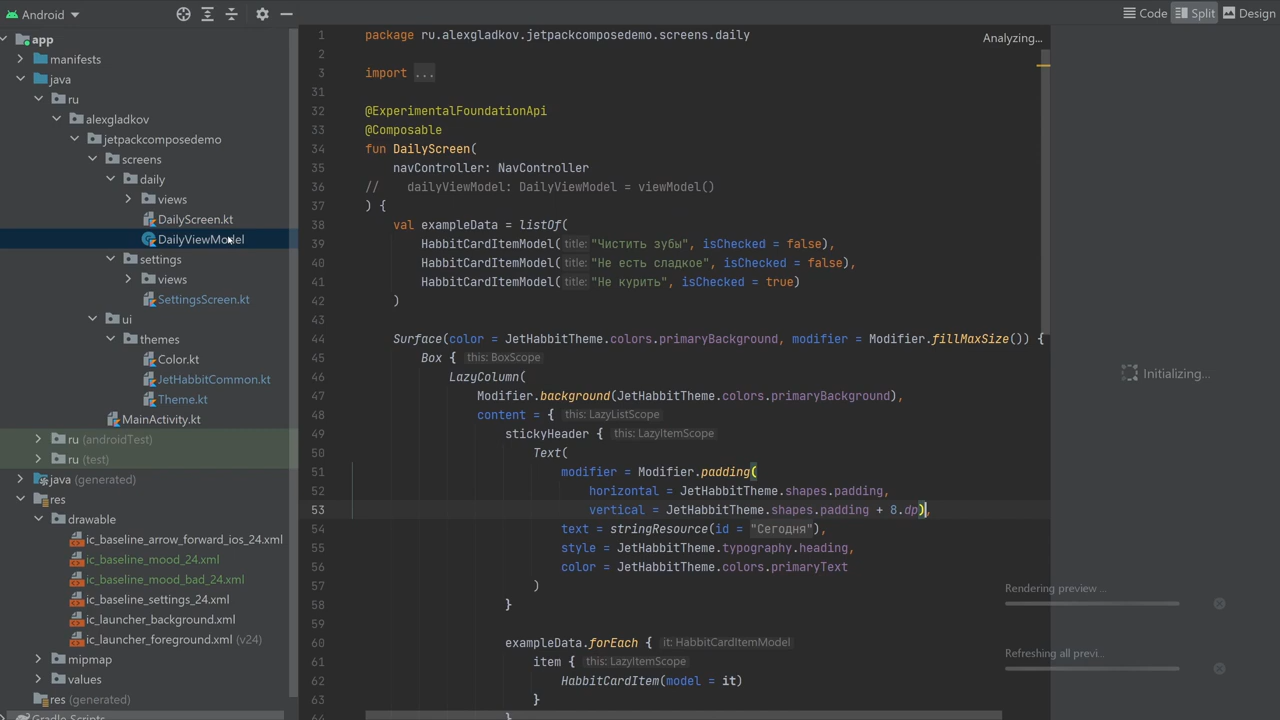 Android
Code
Split
Design
app
manifests
java
ru
alexgladkov
jetpackcomposedemo
screens
daily
views
DailyScreen.kt
DailyViewModel
settings
views
SettingsScreen.kt
ui
themes
Color.kt
JetHabbitCommon.kt
Theme.kt
MainActivity.kt
ru (androidTest)
ru (test)
java (generated)
res
drawable
ic_baseline_arrow_forward_ios_24.xml
ic_baseline_mood_24.xml
ic_baseline_mood_bad_24.xml
ic_baseline_settings_24.xml
ic_launcher_background.xml
ic_launcher_foreground.xml (v24)
mipmap
values
res (generated)
Gradle Scripts
1 package ru.alexgladkov.jetpackcomposedemo.screens.daily
2
3 import ...
31
32 @ExperimentalFoundationApi
33 @Composable
34 fun DailyScreen(
35 navController: NavController
36 // dailyViewModel: DailyViewModel = viewModel()
37 ) {
38 val exampleData = listOf(
39 HabbitCardItemModel( title: "Чистить зубы", isChecked = false),
40 HabbitCardItemModel( title: "Не есть сладкое", isChecked = false),
41 HabbitCardItemModel( title: "Не курить", isChecked = true)
42 )
43
44 Surface(color = JetHabbitTheme.colors.primaryBackground, modifier = Modifier.fillMaxSize()) {
45 Box { this: BoxScope
46 LazyColumn(
47 Modifier.background(JetHabbitTheme.colors.primaryBackground),
48 content = { this: LazyListScope
49 stickyHeader { this: LazyItemScope
50 Text(
51 modifier = Modifier.padding(
52 horizontal = JetHabbitTheme.shapes.padding,
53 vertical = JetHabbitTheme.shapes.padding + 8.dp),
54 text = stringResource(id = "Сегодня"),
55 style = JetHabbitTheme.typography.heading,
56 color = JetHabbitTheme.colors.primaryText
57 )
58 }
59
60 exampleData.forEach { it: HabbitCardItemModel
61 item { this: LazyItemScope
62 HabbitCardItem(model = it)
63 }
64 }
Analyzing...
Initializing...
Rendering preview ...
Refreshing all previ...